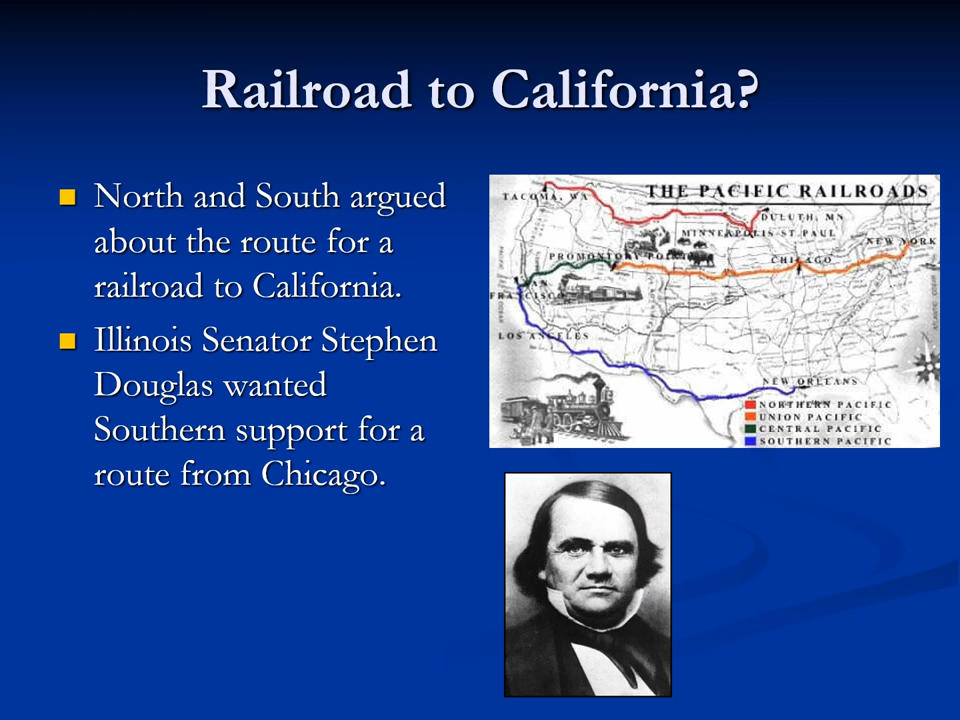 Railroad to California?
North and South argued
about the route for a
railroad to California.
Illinois Senator Stephen
Douglas wanted
Southern support for a
route from Chicago.
THE PACIFIC RAILROADS
TACOMA, WA
DULUTH, MN
MINNEAPOLIS ST PAUL
NEW YORK
PROMONTORY POINT
CHICAGO
SAN
FRANCISCO
LOS ANGELES
NEW ORLEANS
NORTHERN PACIFIC
UNION PACIFIC
CENTRAL PACIFIC
SOUTHERN PACIFIC